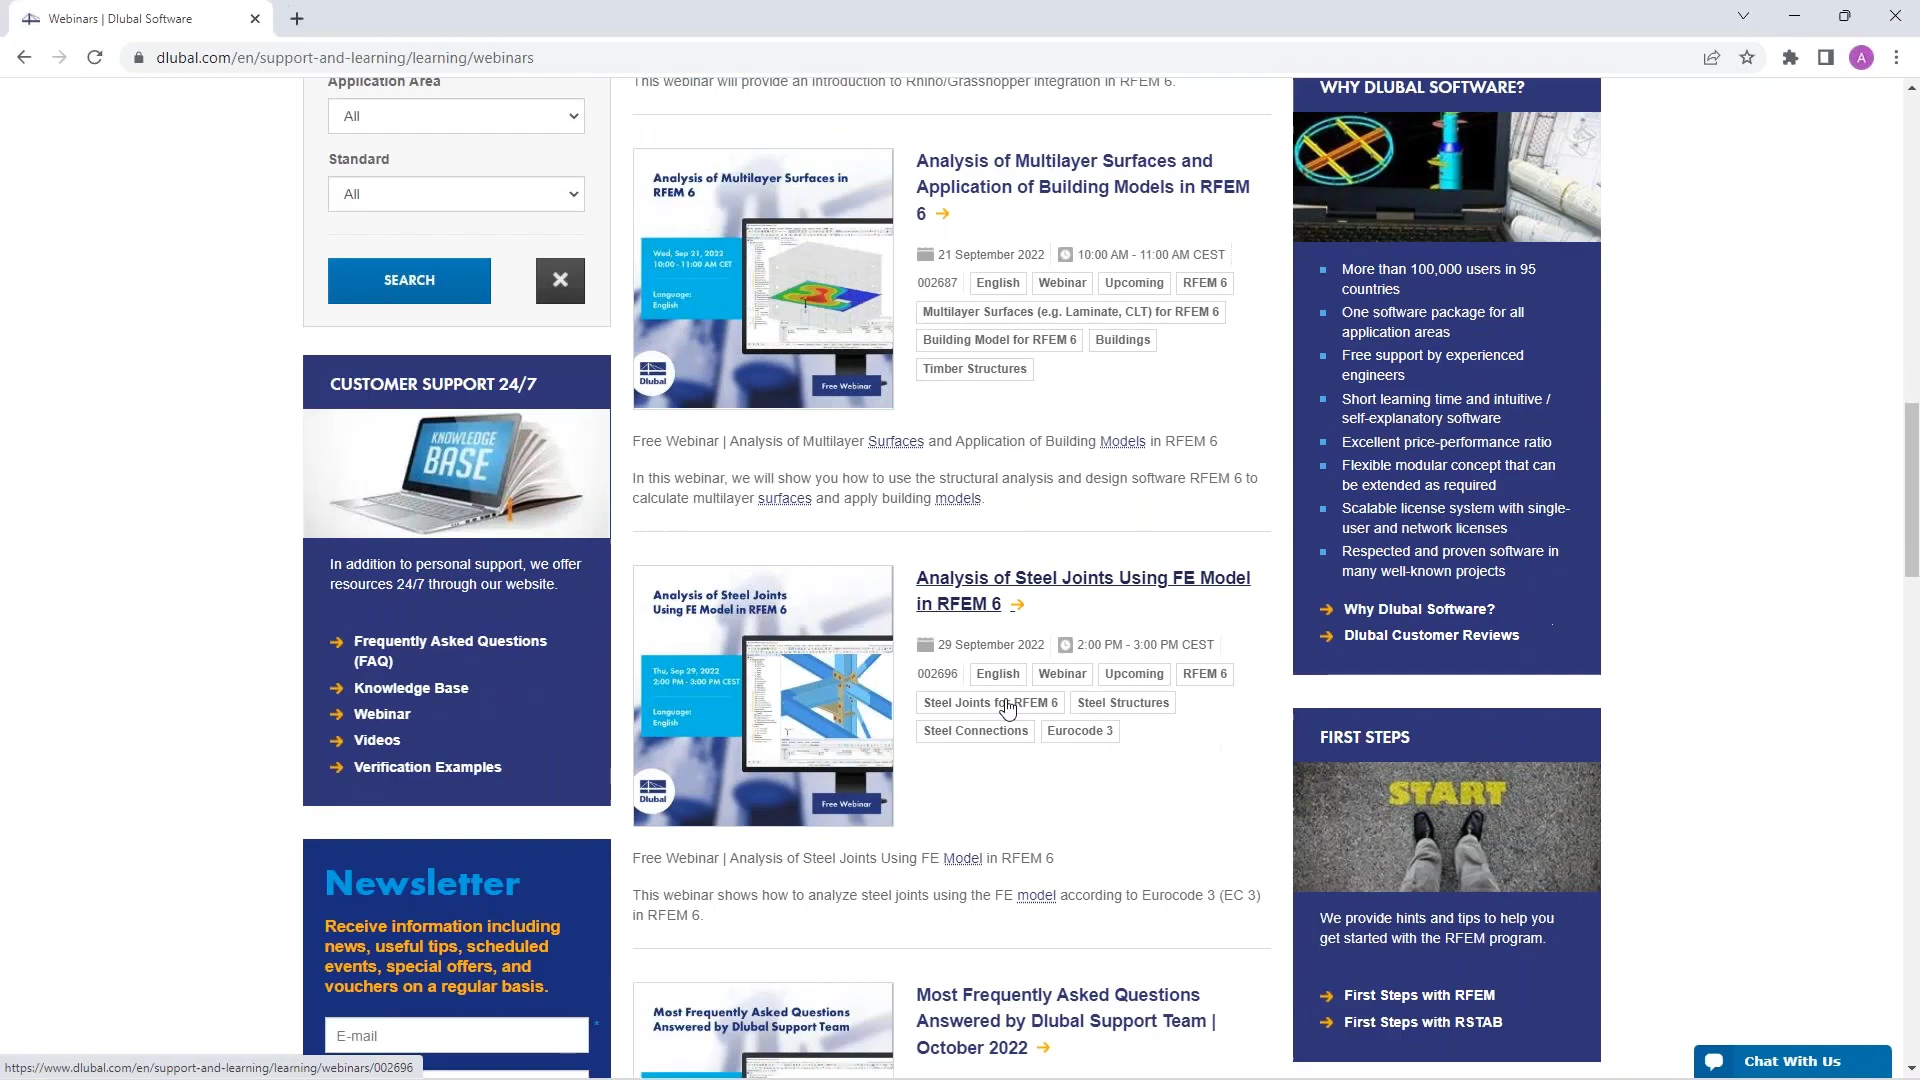 Webinars | Dlubal Software
dlubal.com/en/support-and-learning/learning/webinars
A
Application Area
All
Standard
All
SEARCH
CUSTOMER SUPPORT 24/7
KNOWLEDGE
BASE
In addition to personal support, we offer
resources 24/7 through our website.
Frequently Asked Questions
(FAQ)
Knowledge Base
Webinar
Videos
Verification Examples
Newsletter
Receive information including
news, useful tips, scheduled
events, special offers, and
vouchers on a regular basis.
E-mail
*
https://www.dlubal.com/en/support-and-learning/learning/webinars/002696
This webinar will provide an introduction to Rhino/Grasshopper integration in RFEM 6.
Analysis of Multilayer Surfaces in
RFEM 6
Wed, Sep 21, 2022
10:00 - 11:00 AM CET
Language:
English
Dlubal
Free Webinar
Analysis of Multilayer Surfaces and
Application of Building Models in RFEM
6
21 September 2022 10:00 AM - 11:00 AM CEST
002687 English Webinar Upcoming RFEM 6
Multilayer Surfaces (e.g. Laminate, CLT) for RFEM 6
Building Model for RFEM 6 Buildings
Timber Structures
Free Webinar | Analysis of Multilayer Surfaces and Application of Building Models in RFEM 6
In this webinar, we will show you how to use the structural analysis and design software RFEM 6 to
calculate multilayer surfaces and apply building models.
Analysis of Steel Joints
Using FE Model in RFEM 6
Thu, Sep 29, 2022
2:00 PM - 3:00 PM CEST
Language:
English
Dlubal
Free Webinar
Analysis of Steel Joints Using FE Model
in RFEM 6
29 September 2022 2:00 PM - 3:00 PM CEST
002696 English Webinar Upcoming RFEM 6
Steel Joints for RFEM 6 Steel Structures
Steel Connections Eurocode 3
Free Webinar | Analysis of Steel Joints Using FE Model in RFEM 6
This webinar shows how to analyze steel joints using the FE model according to Eurocode 3 (EC 3)
in RFEM 6.
Most Frequently Asked Questions
Answered by Dlubal Support Team
Most Frequently Asked Questions
Answered by Dlubal Support Team |
October 2022
WHY DLUBAL SOFTWARE?
More than 100,000 users in 95
countries
One software package for all
application areas
Free support by experienced
engineers
Short learning time and intuitive /
self-explanatory software
Excellent price-performance ratio
Flexible modular concept that can
be extended as required
Scalable license system with single-
user and network licenses
Respected and proven software in
many well-known projects
Why Dlubal Software?
Dlubal Customer Reviews
FIRST STEPS
START
We provide hints and tips to help you
get started with the RFEM program.
First Steps with RFEM
First Steps with RSTAB
Chat With Us